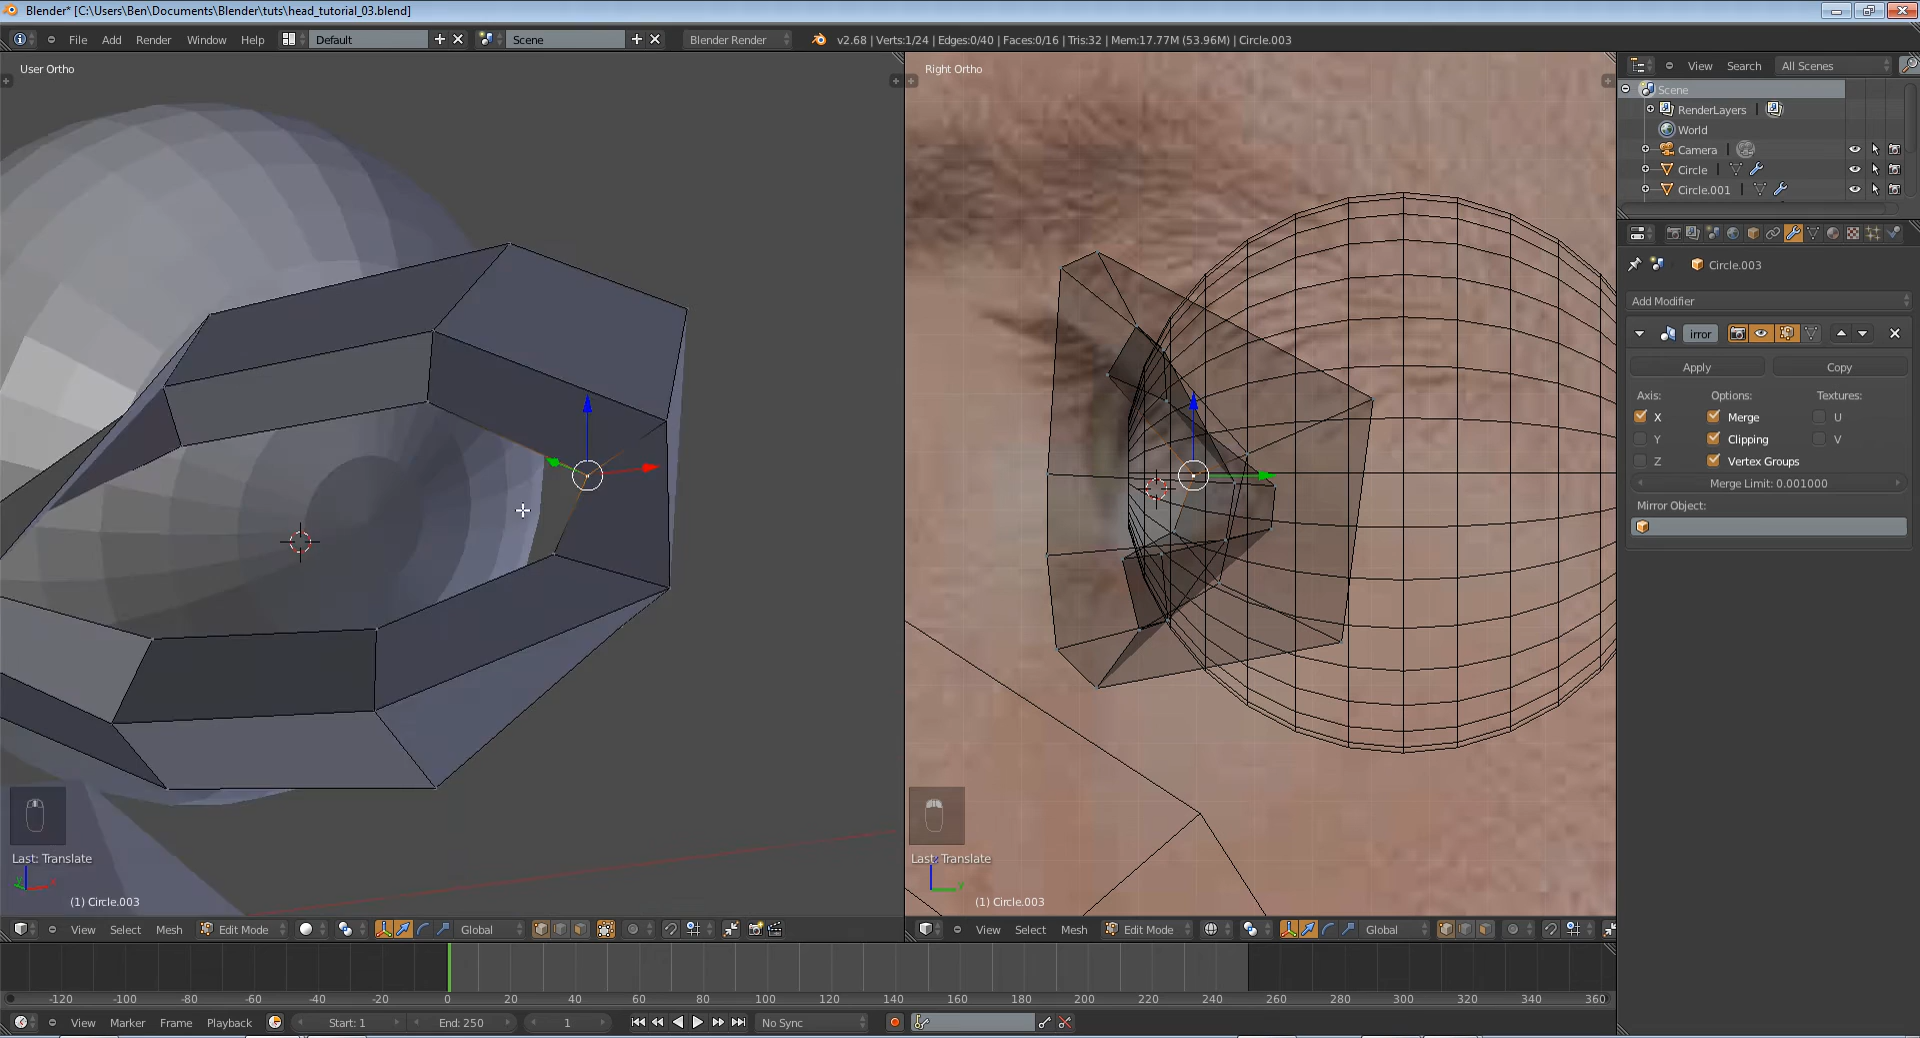 Blender* [C:\Users\Ben\Documents\Blender\tuts\head_tutorial_03.blend]
File Add Render Window Help Default Scene Blender Render v2.68 | Verts:1/24 | Edges:0/40 | Faces:0/16 | Tris:32 | Mem:17.77M (53.96M) | Circle.003
User Ortho
Right Ortho
View Search All Scenes
Scene
RenderLayers
World
Camera
Circle
Circle.001
Circle.003
Add Modifier
irror
Apply Copy
Axis: Options: Textures:
X Merge U
Y Clipping V
Z Vertex Groups
Merge Limit: 0.001000
Mirror Object:
Last: Translate
Last: Translate
(1) Circle.003
(1) Circle.003
View Select Mesh Edit Mode Global
View Select Mesh Edit Mode Global
-120 -100 -80 -60 -40 -20 0 20 40 60 80 100 120 140 160 180 200 220 240 260 280 300 320 340 360
View Marker Frame Playback Start: 1 End: 250 1 No Sync